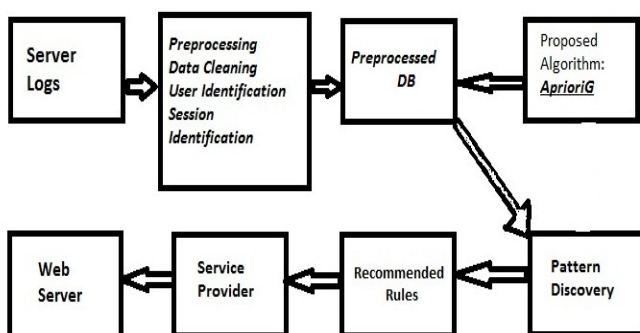 Server
Logs
Preprocessing
Data Cleaning
User Identification
Session
Identification
Preprocessed
DB
Proposed
Algorithm:
AprioriG
Web
Server
Service
Provider
Recommended
Rules
Pattern
Discovery